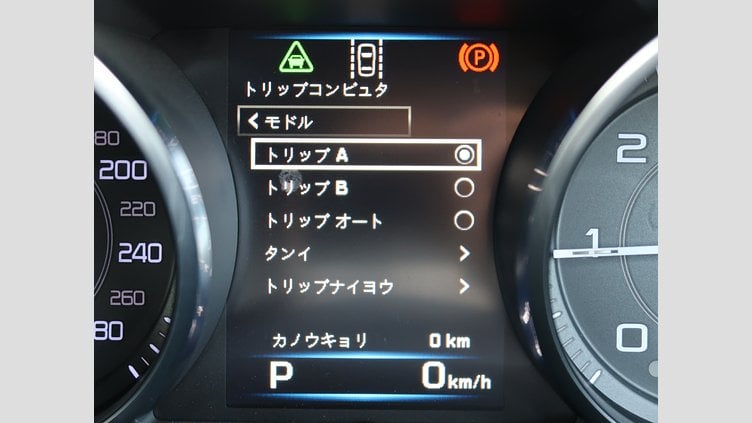 トリップコンピュタ
モドル
トリップ A
トリップ B
トリップ オート
タンイ
トリップナイヨウ
カノウキョリ 0 km
P 0 km/h
80
200
220
240
260
80
2
1
0
P